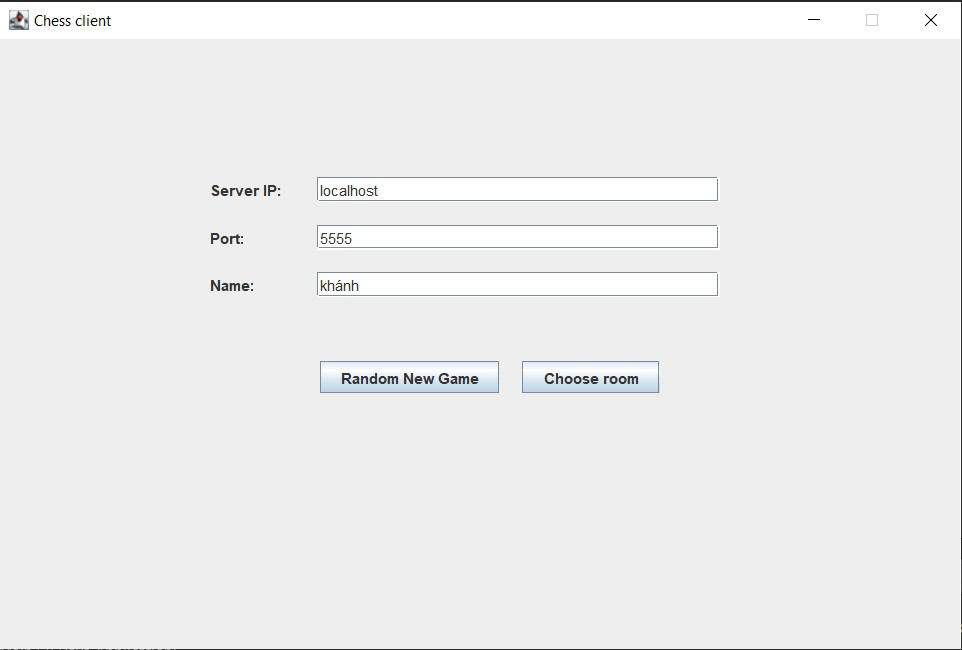 Chess client
Server IP: localhost
Port: 5555
Name: khánh
Random New Game Choose room